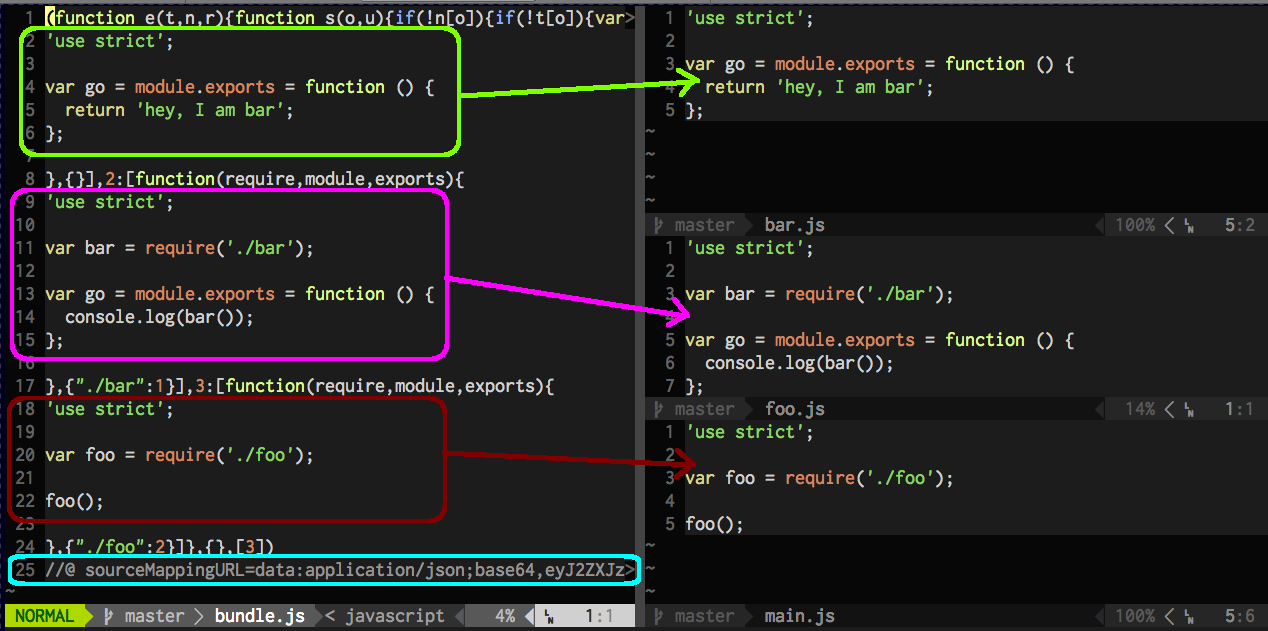 1 (function e(t,n,r){function s(o,u){if(!n[o]){if(!t[o]){var>
2 'use strict';
3
4 var go = module.exports = function () {
5   return 'hey, I am bar';
6 };
7
8 },{}],2:[function(require,module,exports){
9 'use strict';
10
11 var bar = require('./bar');
12
13 var go = module.exports = function () {
14   console.log(bar());
15 };
16
17 },{"./bar":1}],3:[function(require,module,exports){
18 'use strict';
19
20 var foo = require('./foo');
21
22 foo();
23
24 },{"./foo":2}]},{},[3])
25 //@ sourceMappingURL=data:application/json;base64,eyJ2ZXJz>
~
NORMAL master > bundle.js < javascript 4% 1:1
1 'use strict';
2
3 var go = module.exports = function () {
4   return 'hey, I am bar';
5 };
~
~
~
~
master bar.js 100% < 5:2
1 'use strict';
2
3 var bar = require('./bar');
4
5 var go = module.exports = function () {
6   console.log(bar());
7 };
master foo.js 14% < 1:1
1 'use strict';
2
3 var foo = require('./foo');
4
5 foo();
~
~
~
master main.js 100% < 5:6